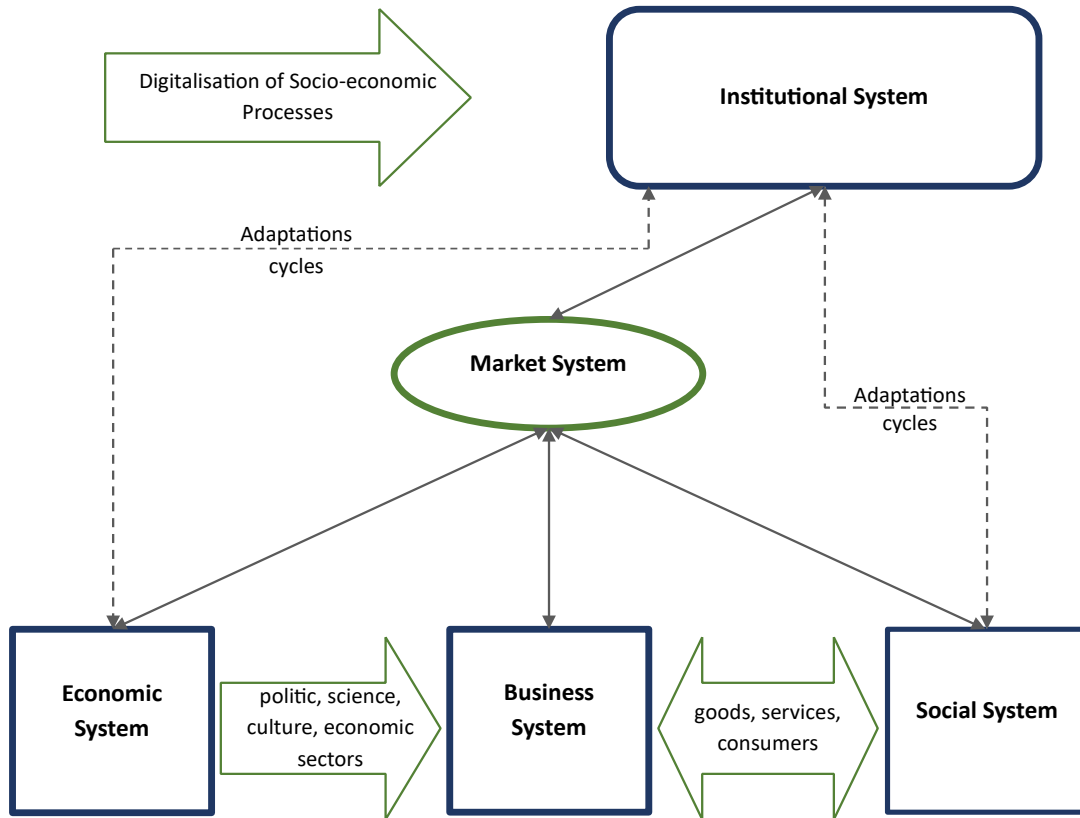 Digitalisation of Socio-economic
Processes
Institutional System
Adaptations
cycles
Market System
Adaptations
cycles
Economic
System
politic, science,
culture, economic
sectors
Business
System
goods, services,
consumers
Social System